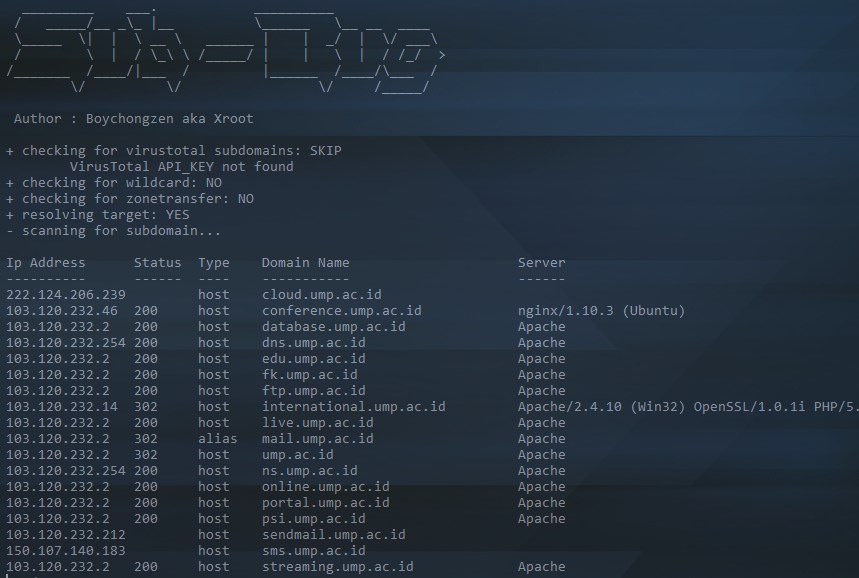 Author : Boychongzen aka Xroot
+ checking for virustotal subdomains: SKIP
VirusTotal API_KEY not found
+ checking for wildcard: NO
+ checking for zonetransfer: NO
+ resolving target: YES
- scanning for subdomain...
Ip Address Status Type Domain Name Server
---------- ------ ---- ----------- ------
222.124.206.239 host cloud.ump.ac.id
103.120.232.46 200 host conference.ump.ac.id nginx/1.10.3 (Ubuntu)
103.120.232.2 200 host database.ump.ac.id Apache
103.120.232.254 200 host dns.ump.ac.id Apache
103.120.232.2 200 host edu.ump.ac.id Apache
103.120.232.2 200 host fk.ump.ac.id Apache
103.120.232.2 200 host ftp.ump.ac.id Apache
103.120.232.14 302 host international.ump.ac.id Apache/2.4.10 (Win32) OpenSSL/1.0.1i PHP/5.
103.120.232.2 200 host live.ump.ac.id Apache
103.120.232.2 302 alias mail.ump.ac.id Apache
103.120.232.2 302 host ump.ac.id Apache
103.120.232.254 200 host ns.ump.ac.id Apache
103.120.232.2 200 host online.ump.ac.id Apache
103.120.232.2 200 host portal.ump.ac.id Apache
103.120.232.2 200 host psi.ump.ac.id Apache
103.120.232.212 host sendmail.ump.ac.id
150.107.140.183 host sms.ump.ac.id
103.120.232.2 200 host streaming.ump.ac.id Apache